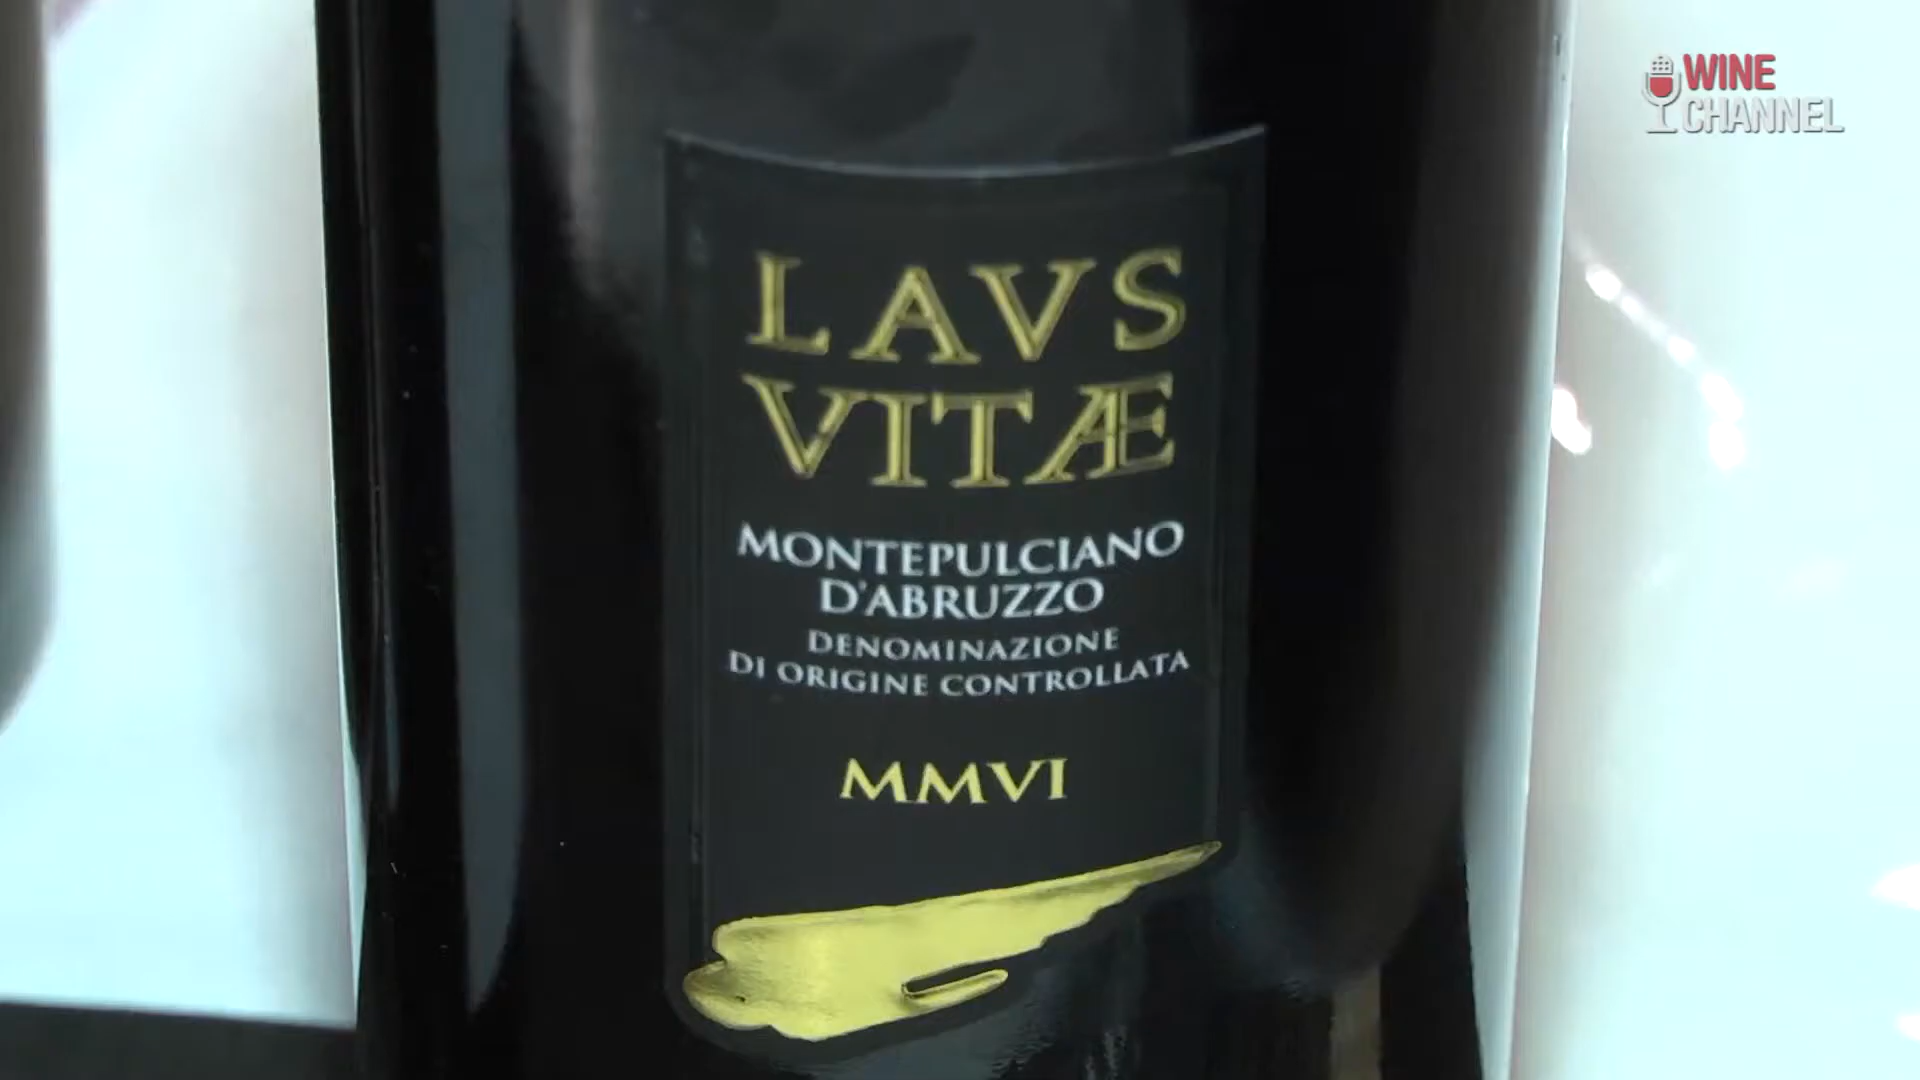 WINE
CHANNEL
LAVS
VITÆ
MONTEPULCIANO
D'ABRUZZO
DENOMINAZIONE
DI ORIGINE CONTROLLATA
MMVI